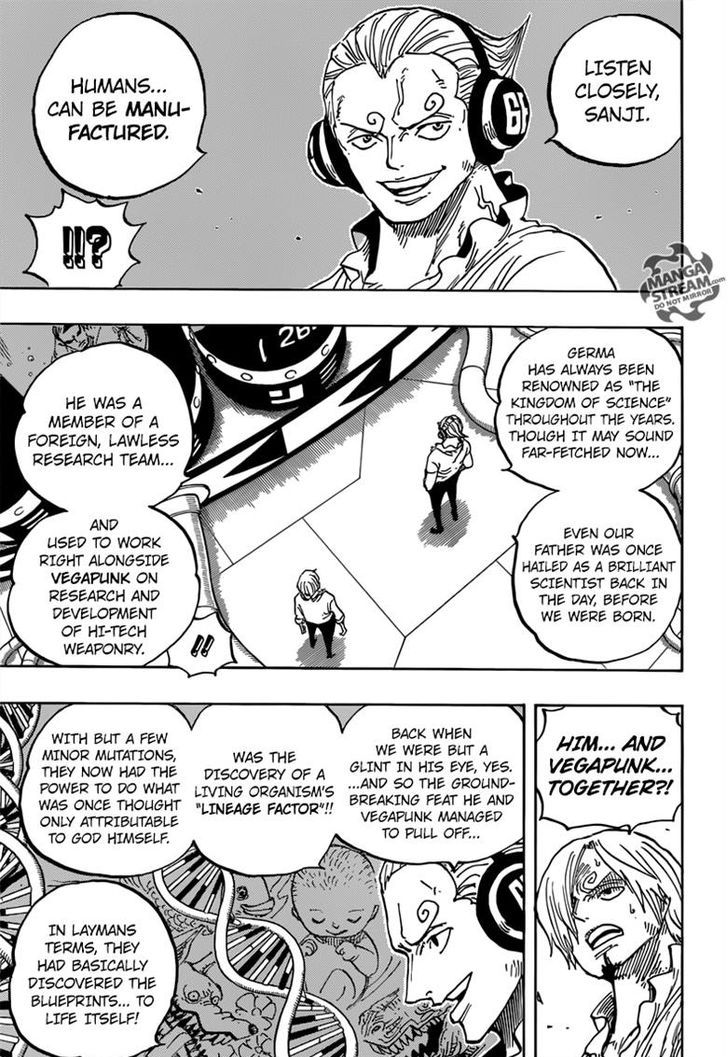 LISTEN
CLOSELY,
SANJI.
HUMANS...
CAN BE MANU-
FACTURED.
!!?
MANGA
STREAM.com
DO NOT MIRROR
GERMA
HAS ALWAYS BEEN
RENOWNED AS "THE
KINGDOM OF SCIENCE"
THROUGHOUT THE YEARS.
THOUGH IT MAY SOUND
FAR-FETCHED NOW...
EVEN OUR
FATHER WAS ONCE
HAILED AS A BRILLIANT
SCIENTIST BACK IN
THE DAY, BEFORE
WE WERE BORN.
HE WAS A
MEMBER OF A
FOREIGN, LAWLESS
RESEARCH TEAM...
AND
USED TO WORK
RIGHT ALONGSIDE
VEGAPUNK ON
RESEARCH AND
DEVELOPMENT
OF HI-TECH
WEAPONRY.
!!
HIM... AND
VEGAPUNK...
TOGETHER?!
BACK WHEN
WE WERE BUT A
GLINT IN HIS EYE, YES.
...AND SO THE GROUND-
BREAKING FEAT HE AND
VEGAPUNK MANAGED
TO PULL OFF...
WAS THE
DISCOVERY OF A
LIVING ORGANISM'S
"LINEAGE FACTOR"!!
WITH BUT A FEW
MINOR MUTATIONS,
THEY NOW HAD THE
POWER TO DO WHAT
WAS ONCE THOUGHT
ONLY ATTRIBUTABLE
TO GOD HIMSELF.
IN LAYMANS
TERMS, THEY
HAD BASICALLY
DISCOVERED THE
BLUEPRINTS... TO
LIFE ITSELF!